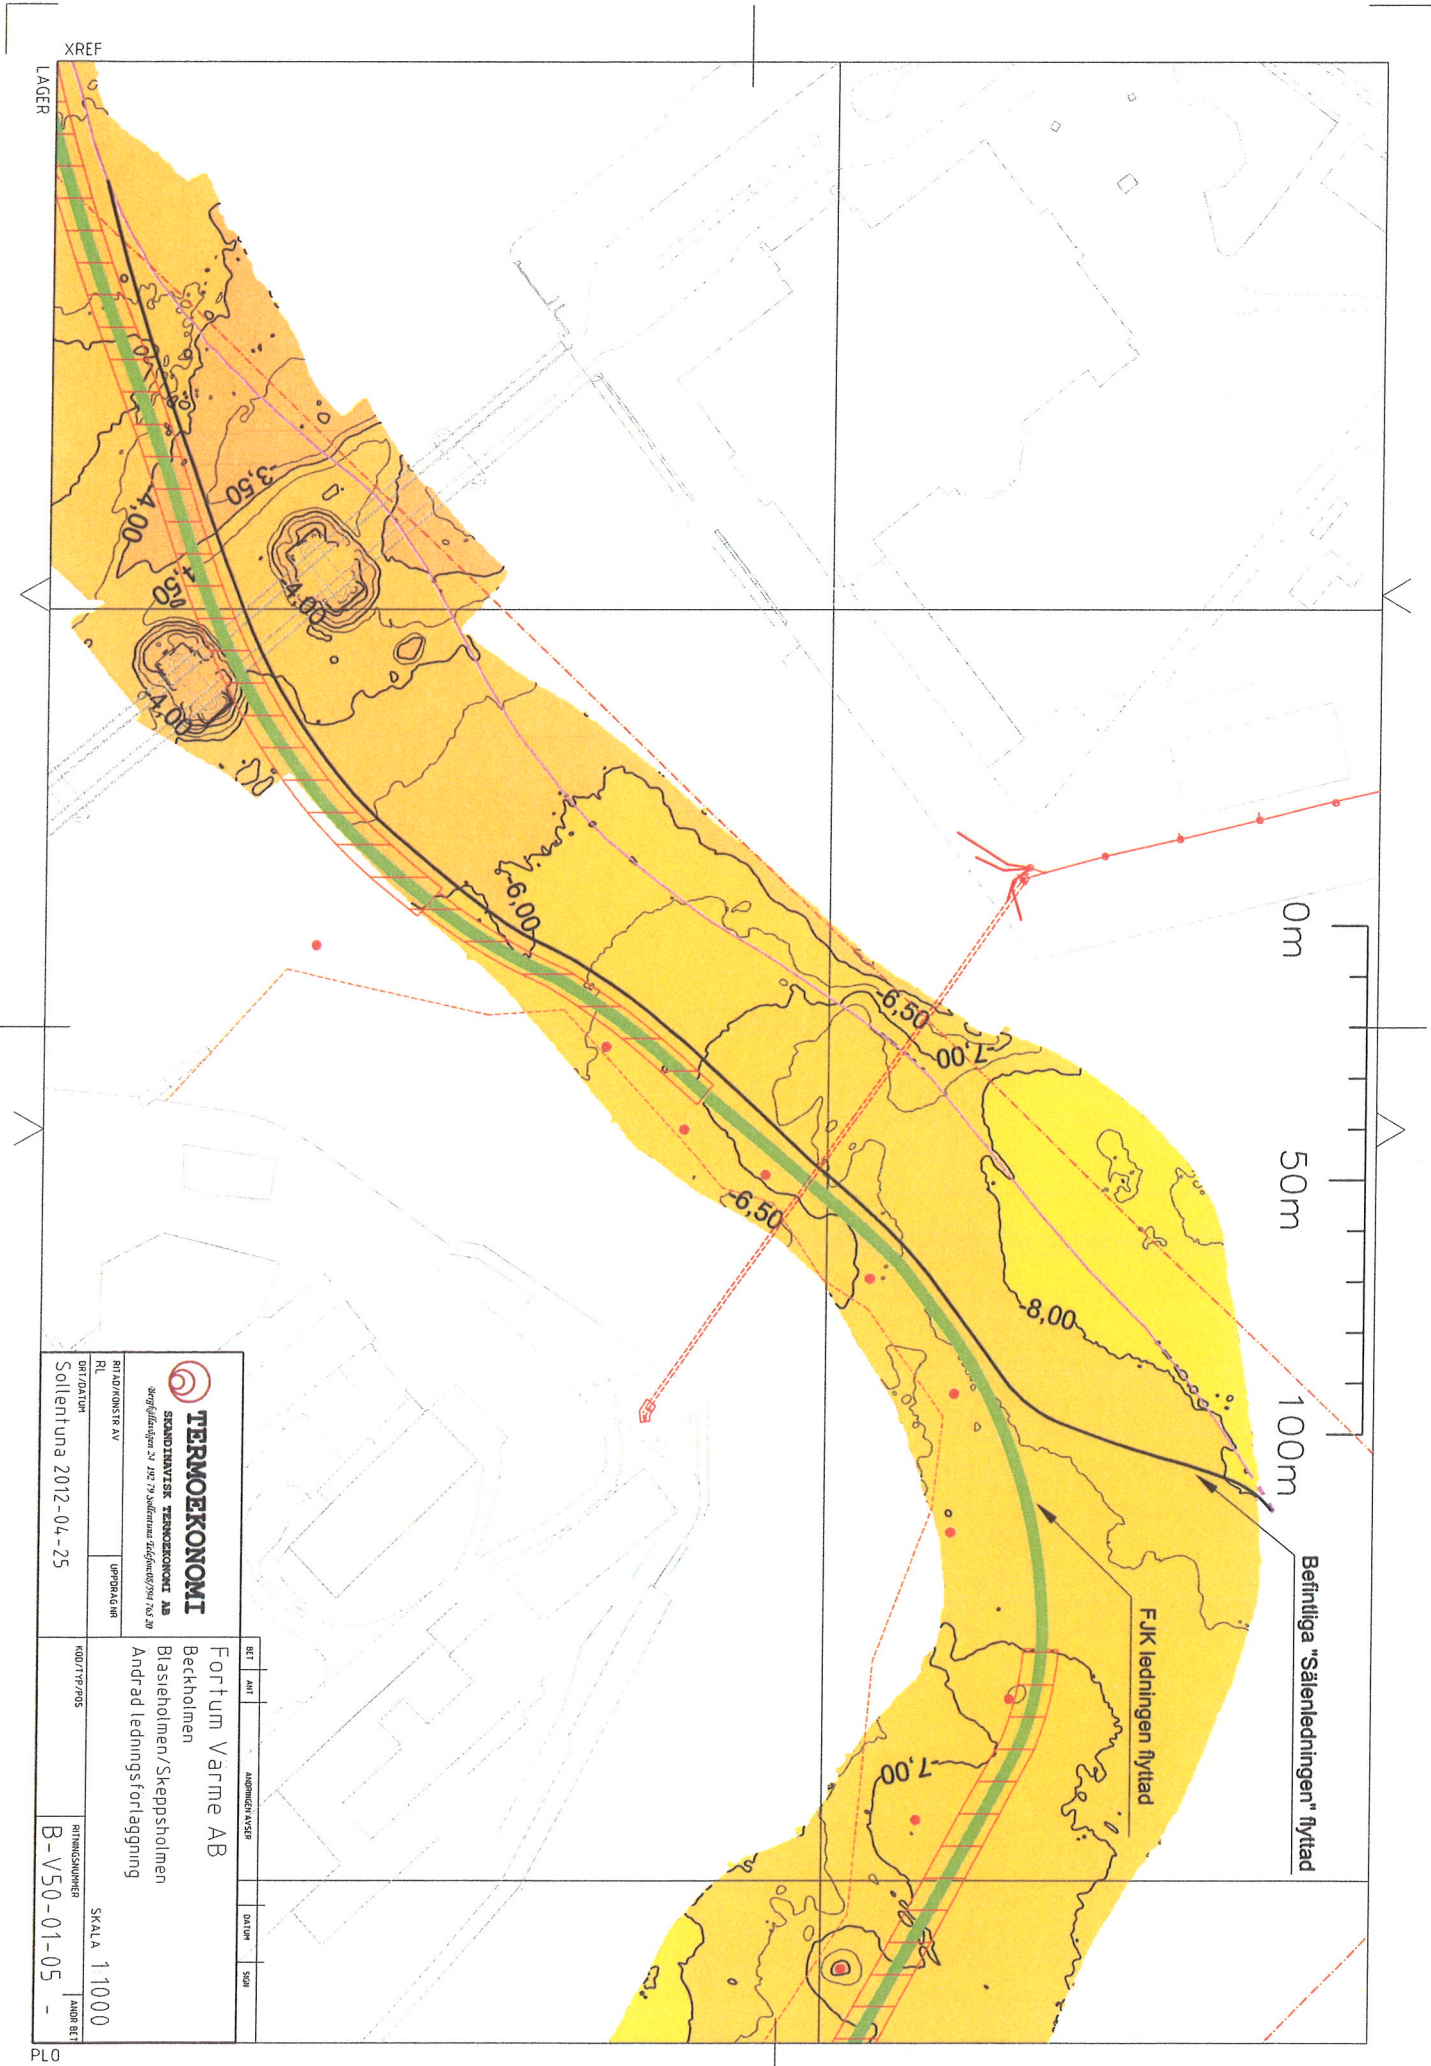 XREF
LAGER
0m
50m
100m
-3,50
-4,00
-4,00
4,50
-4,00
-6,00
-6,50
-7,00
-6,50
-8,00
-7,00
Befintliga "Sälenledningen" flyttad
FJK ledningen flyttad
TERMOEKONOMI
SKANDINAVISK TERMOEKONOMI AB
RITAD/KONSTR AV
RL
UPPDRAG NR
ORT/DATUM
Sollentuna 2012-04-25
BET
ANT
ÄNDRINGEN AVSER
DATUM
SIGN
Fortum Värme AB
Beckholmen
Blasieholmen/Skeppsholmen
Andrad ledningsförläggning
SKALA 1:1000
KOD/TYP/POS
RITNINGSNUMMER
ÄNDR BET
B-V50-01-05 -
PLO